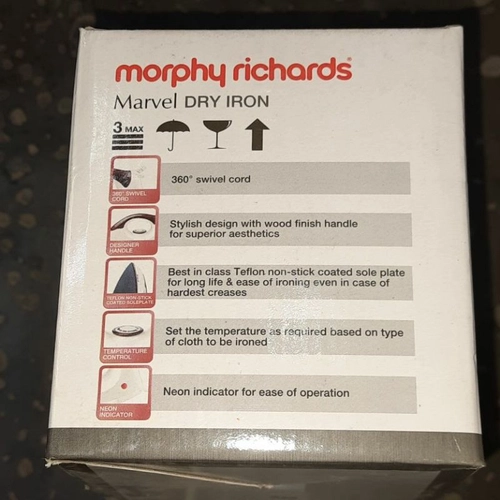 morphy richards
Marvel DRY IRON
3 MAX
360° SWIVEL
CORD
360° swivel cord
DESIGNER
HANDLE
Stylish design with wood finish handle
for superior aesthetics
TEFLON NON-STICK
COATED SOLEPLATE
Best in class Teflon non-stick coated sole plate
for long life & ease of ironing even in case of
hardest creases
TEMPERATURE
CONTROL
Set the temperature as required based on type
of cloth to be ironed
NEON
INDICATOR
Neon indicator for ease of operation